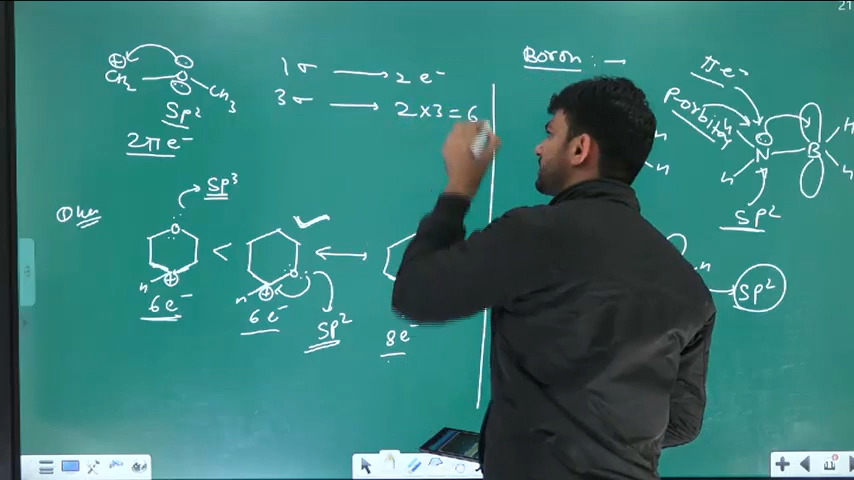 21
⊕
CH₂ — O — CH₃
SP²
2πe⁻
1σ → 2e⁻
3σ → 2×3=6
Boron : →
πe⁻
P orbital
N — B
H
H
H
SP²
SP²
SP³
①
O
<
↔
H ⊕
6e⁻
H ⊕
6e⁻
SP²
8e⁻